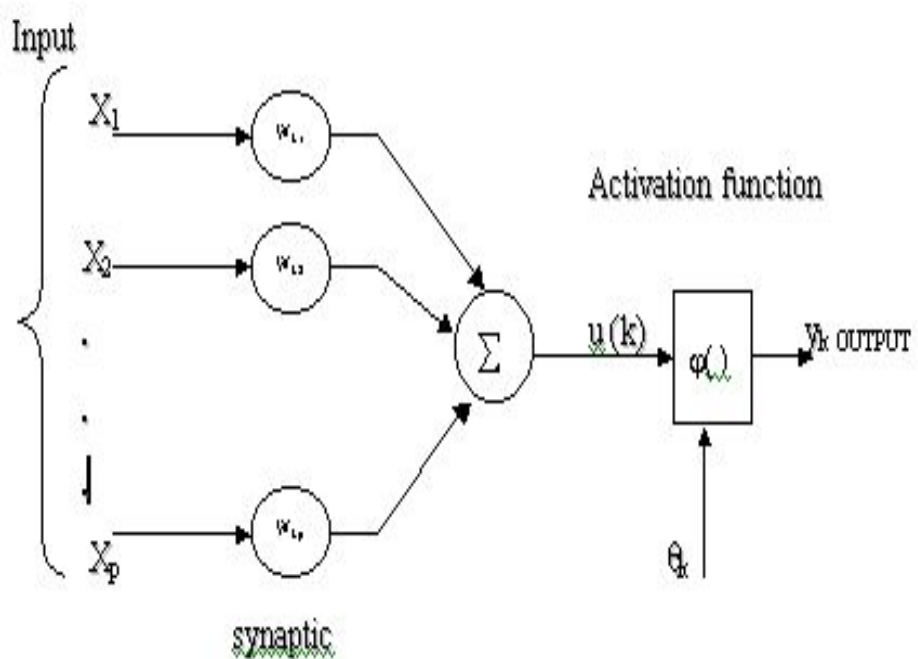 Input
X1
Activation function
X2
Σ
u(k)
φ()
yk OUTPUT
Xp
θk
synaptic